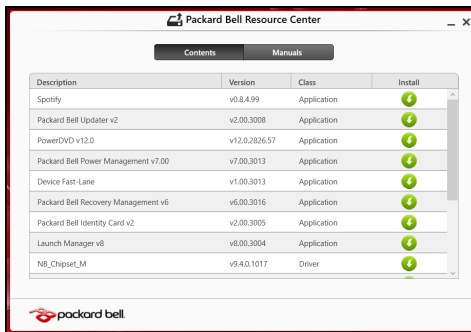 Packard Bell Resource Center
Contents Manuals
Description Version Class Install
Spotify v0.8.4.99 Application
Packard Bell Updater v2 v2.00.3008 Application
PowerDVD v12.0 v12.0.2826.57 Application
Packard Bell Power Management v7.00 v7.00.3013 Application
Device Fast-Lane v1.00.3013 Application
Packard Bell Recovery Management v6 v6.00.3016 Application
Packard Bell Identity Card v2 v2.00.3005 Application
Launch Manager v8 v8.00.3004 Application
NB_Chipset_M v9.4.0.1017 Driver
packard bell.